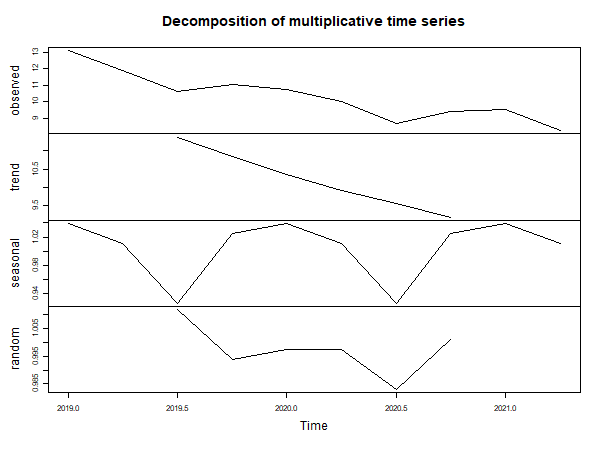 Decomposition of multiplicative time series
observed
13
12
11
10
9
trend
10.5
9.5
seasonal
1.02
0.98
0.94
random
1.005
0.995
0.985
2019.0 2019.5 2020.0 2020.5 2021.0
Time